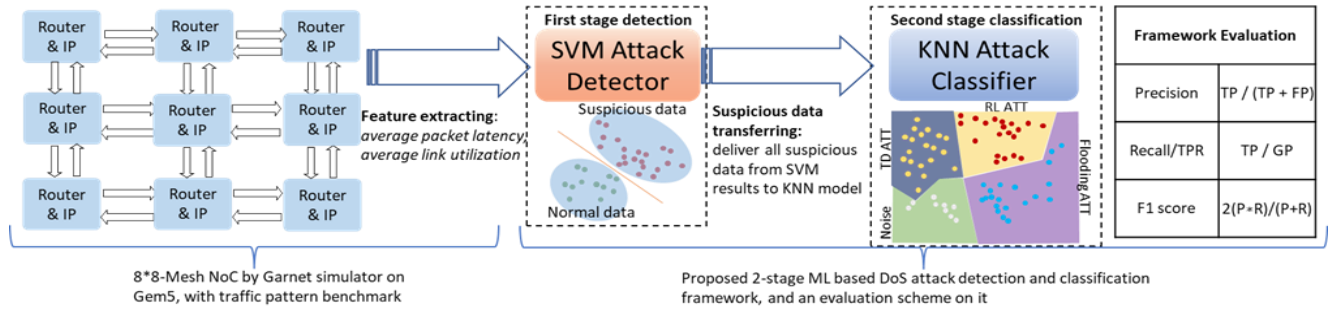 Router
& IP
Router
& IP
Router
& IP
Router
& IP
Router
& IP
Router
& IP
Router
& IP
Router
& IP
Router
& IP
8*8-Mesh NoC by Garnet simulator on
Gem5, with traffic pattern benchmark
Feature extracting:
average packet latency,
average link utilization
First stage detection
SVM Attack
Detector
Suspicious data
Normal data
Suspicious data
transferring:
deliver all suspicious
data from SVM
results to KNN model
Second stage classification
KNN Attack
Classifier
RL ATT
TD ATT
Flooding ATT
Noise
Framework Evaluation
Precision
TP / (TP + FP)
Recall/TPR
TP / GP
F1 score
2(P*R)/(P+R)
Proposed 2-stage ML based DoS attack detection and classification
framework, and an evaluation scheme on it